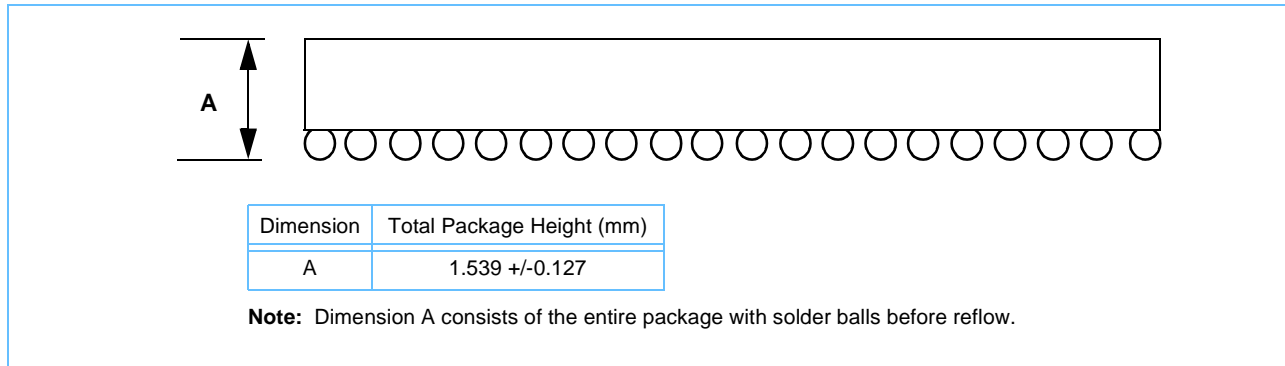 A
Dimension Total Package Height (mm)
A 1.539 +/-0.127
Note: Dimension A consists of the entire package with solder balls before reflow.